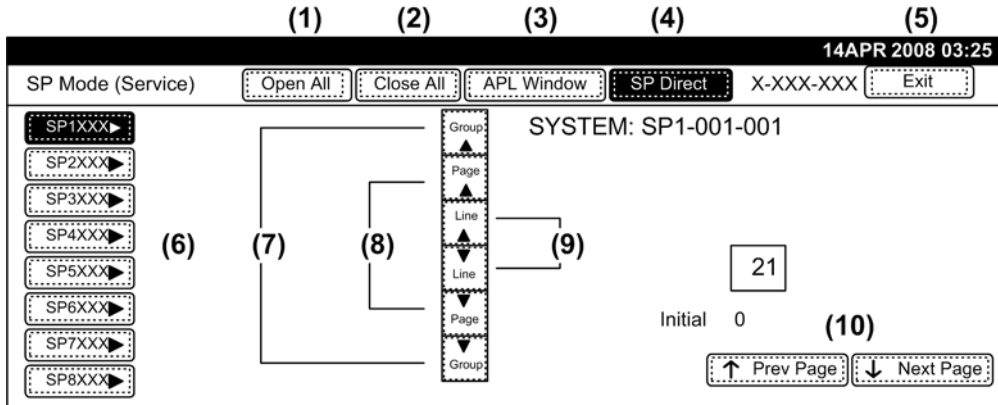 (1) (2) (3) (4) (5)
14APR 2008 03:25
SP Mode (Service) Open All Close All APL Window SP Direct X-XXX-XXX Exit
SP1XXX▶
SP2XXX▶
SP3XXX▶
SP4XXX▶
SP5XXX▶
SP6XXX▶
SP7XXX▶
SP8XXX▶
(6)
(7)
(8)
Group
▲
Page
▲
Line
▲
▼
Line
▼
Page
▼
Group
(9)
SYSTEM: SP1-001-001
21
Initial 0
(10)
↑ Prev Page ↓ Next Page